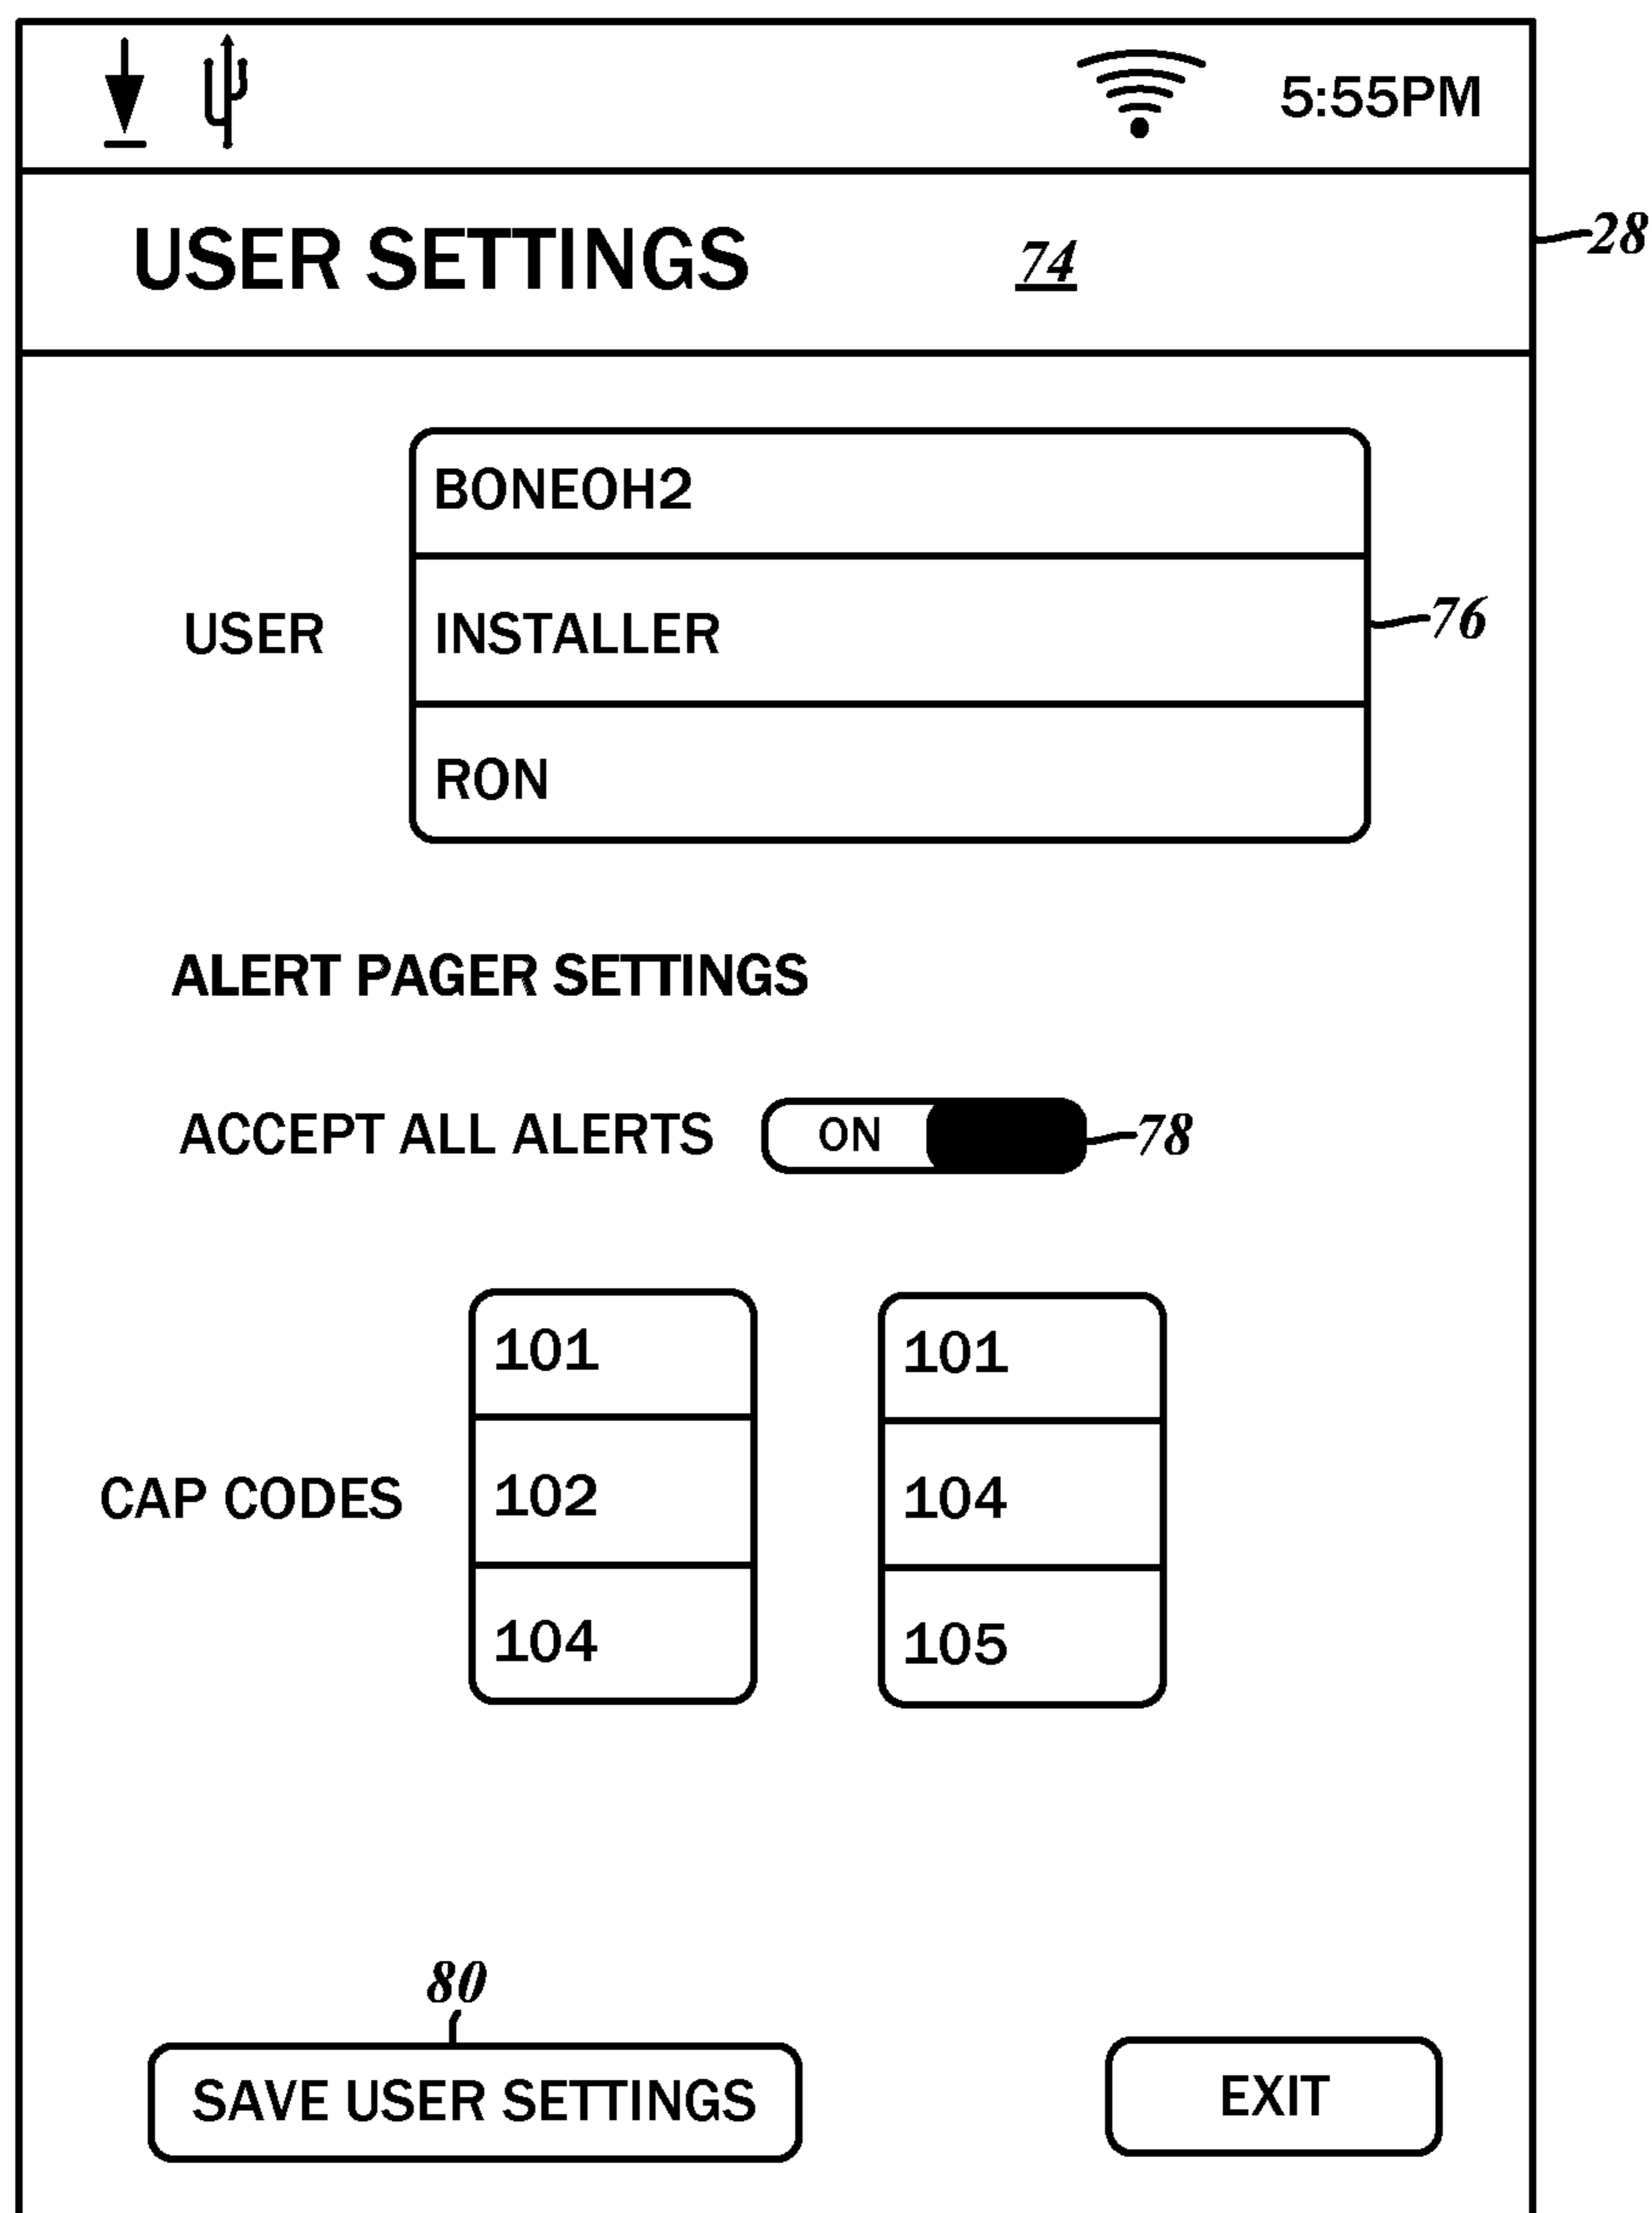 5:55PM
USER SETTINGS 74
28
BONEOH2
USER INSTALLER 76
RON
ALERT PAGER SETTINGS
ACCEPT ALL ALERTS ON 78
101 101
CAP CODES 102 104
104 105
80
SAVE USER SETTINGS EXIT